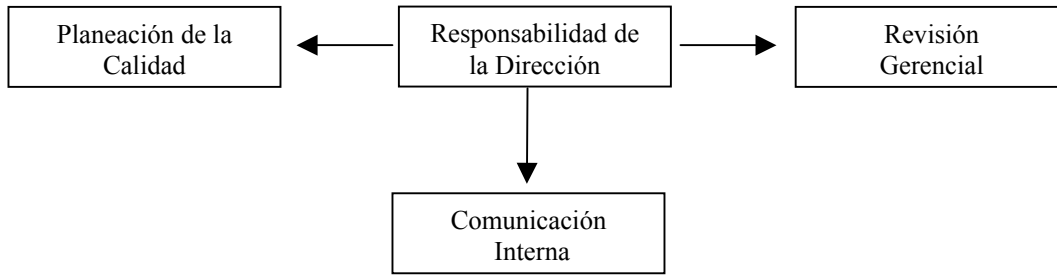 Planeación de la
Calidad
Responsabilidad de
la Dirección
Revisión
Gerencial
Comunicación
Interna